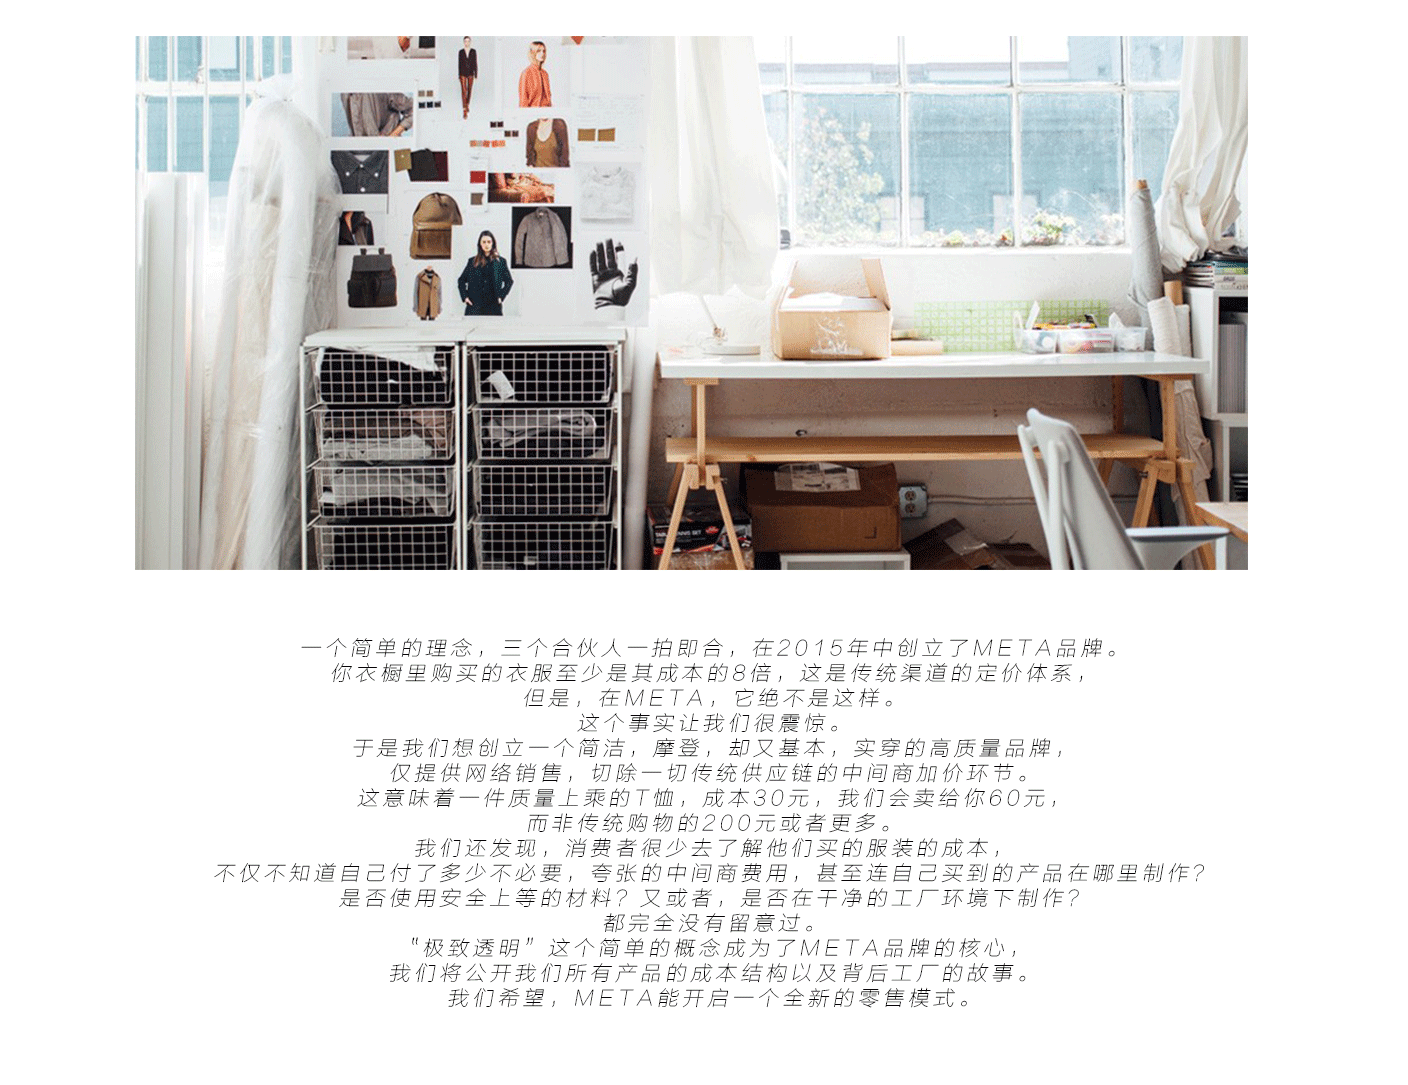 一个简单的理念，三个合伙人一拍即合，在2015年中创立了META品牌。
你衣橱里购买的衣服至少是其成本的8倍，这是传统渠道的定价体系，
但是，在META，它绝不是这样。
这个事实让我们很震惊。
于是我们想创立一个简洁，摩登，却又基本，实穿的高质量品牌，
仅提供网络销售，切除一切传统供应链的中间商加价环节。
这意味着一件质量上乘的T恤，成本30元，我们会卖给你60元，
而非传统购物的200元或者更多。
我们还发现，消费者很少去了解他们买的服装的成本，
不仅不知道自己付了多少不必要，夸张的中间商费用，甚至连自己买到的产品在哪里制作？
是否使用安全上等的材料？又或者，是否在干净的工厂环境下制作？
都完全没有留意过。
“极致透明”这个简单的概念成为了META品牌的核心，
我们将公开我们所有产品的成本结构以及背后工厂的故事。
我们希望，META能开启一个全新的零售模式。